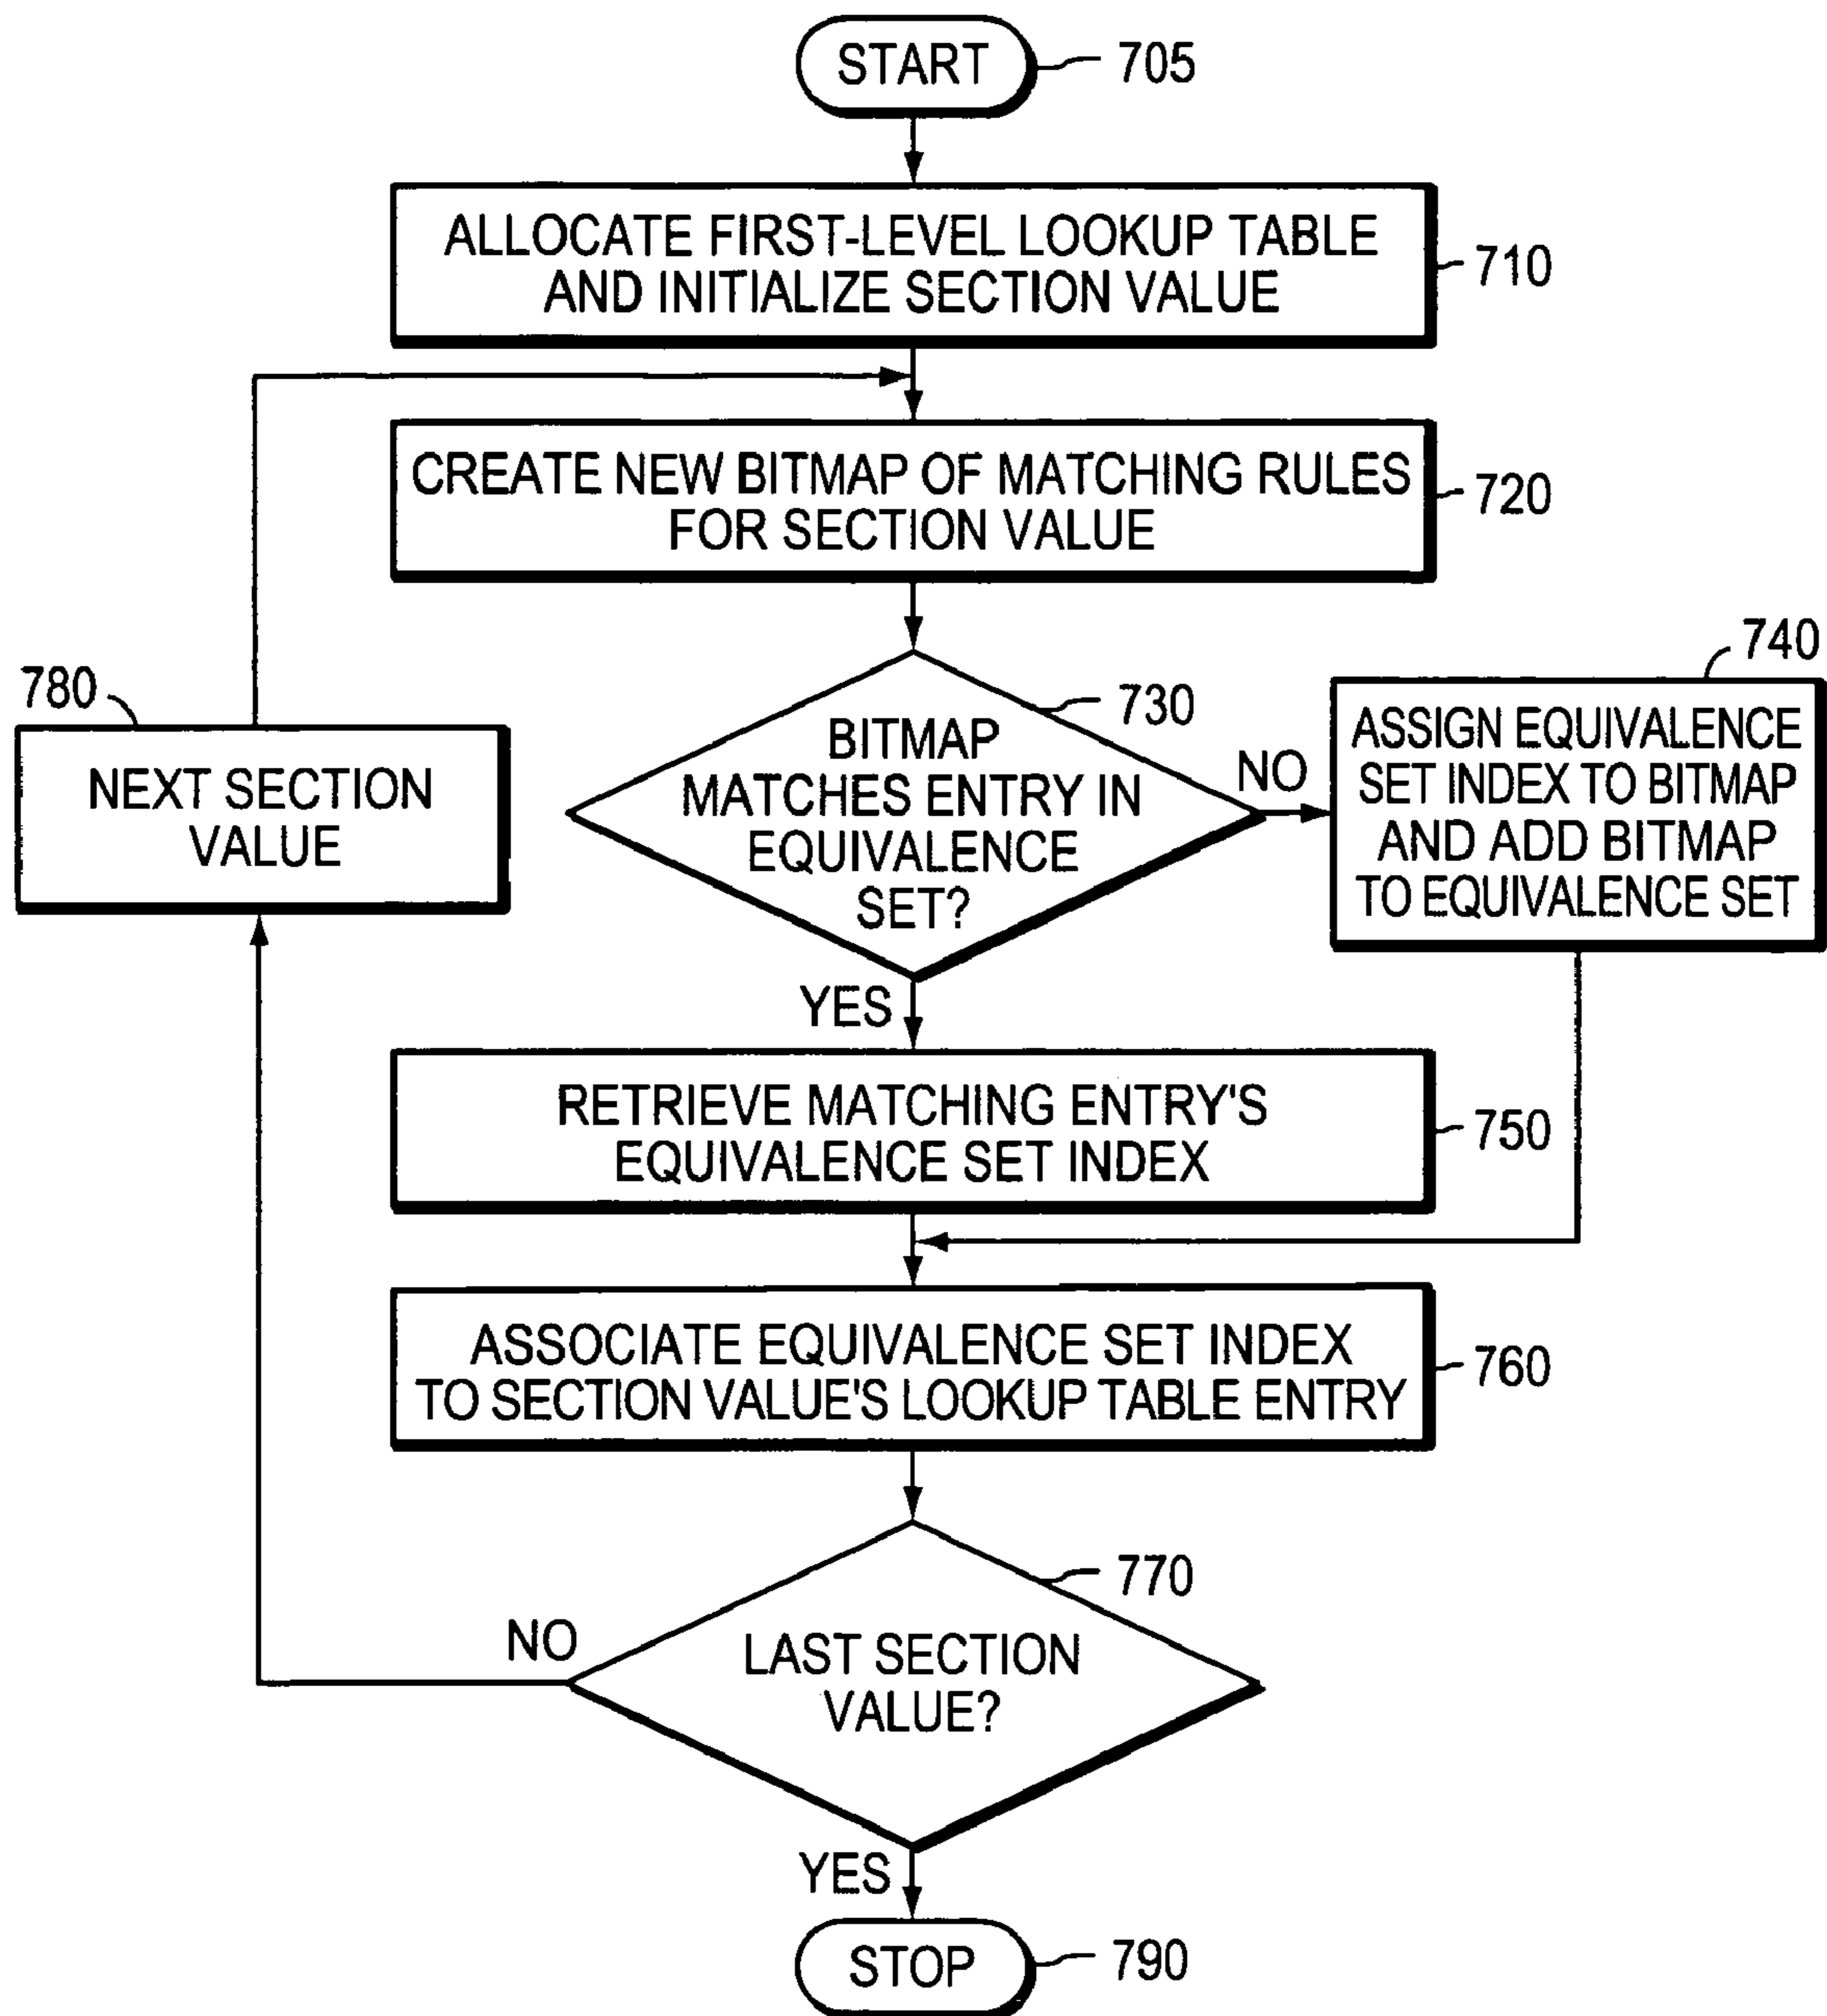 START
705
ALLOCATE FIRST-LEVEL LOOKUP TABLE
AND INITIALIZE SECTION VALUE
710
CREATE NEW BITMAP OF MATCHING RULES
FOR SECTION VALUE
720
730
BITMAP
MATCHES ENTRY IN
EQUIVALENCE
SET?
NO
740
ASSIGN EQUIVALENCE
SET INDEX TO BITMAP
AND ADD BITMAP
TO EQUIVALENCE SET
780
NEXT SECTION
VALUE
YES
RETRIEVE MATCHING ENTRY'S
EQUIVALENCE SET INDEX
750
ASSOCIATE EQUIVALENCE SET INDEX
TO SECTION VALUE'S LOOKUP TABLE ENTRY
760
770
LAST SECTION
VALUE?
NO
YES
STOP
790